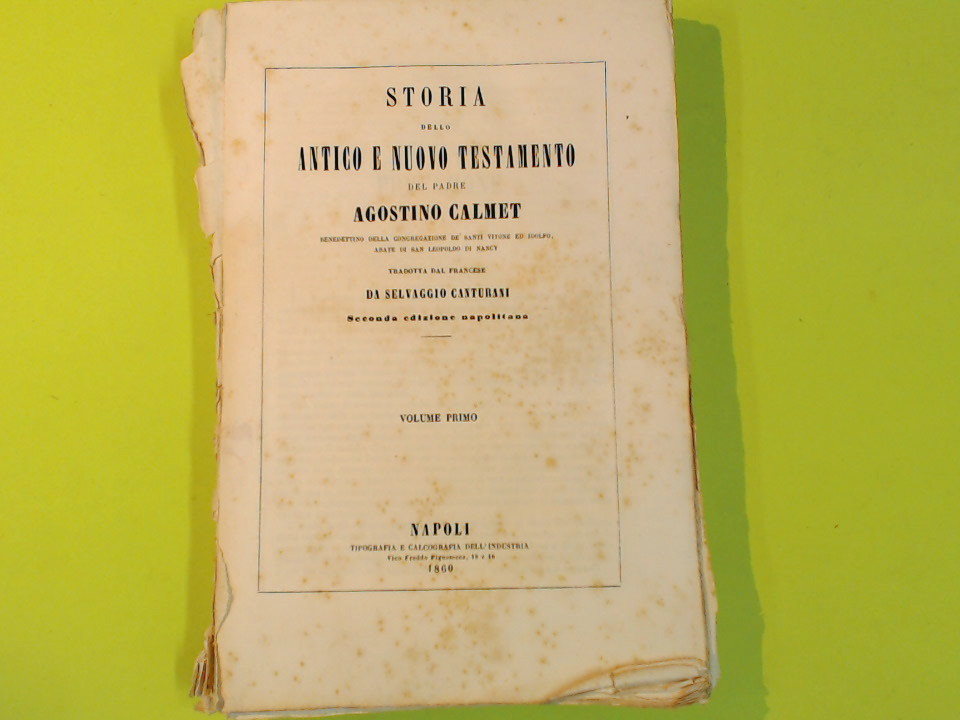 STORIA
DELLO
ANTICO E NUOVO TESTAMENTO
DEL PADRE
AGOSTINO CALMET
BENEDETTINO DELLA CONGREGAZIONE DE' SANTI VITONE ED IDOLFO,
ABATE DI SAN LEOPOLDO DI NANCY
TRADOTTA DAL FRANCESE
DA SELVAGGIO CANTURANI
Seconda edizione napolitana
VOLUME PRIMO
NAPOLI
TIPOGRAFIA E CALCOGRAFIA DELL'INDUSTRIA
Vico Freddo
1860